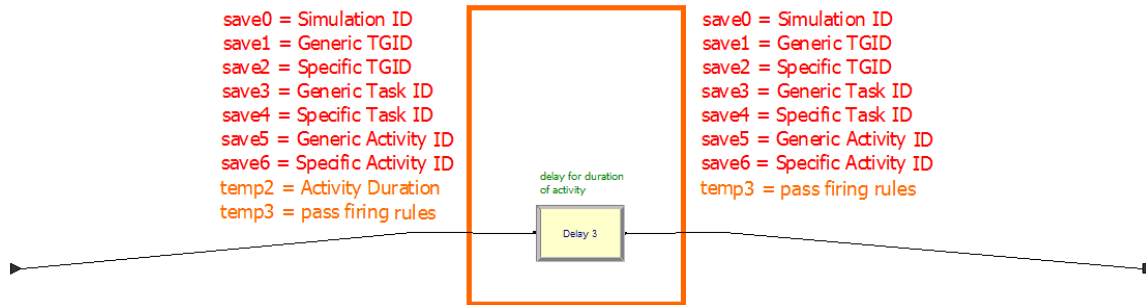 save0 = Simulation ID
save1 = Generic TGID
save2 = Specific TGID
save3 = Generic Task ID
save4 = Specific Task ID
save5 = Generic Activity ID
save6 = Specific Activity ID
temp2 = Activity Duration
temp3 = pass firing rules
delay for duration
of activity
Delay 3
save0 = Simulation ID
save1 = Generic TGID
save2 = Specific TGID
save3 = Generic Task ID
save4 = Specific Task ID
save5 = Generic Activity ID
save6 = Specific Activity ID
temp3 = pass firing rules